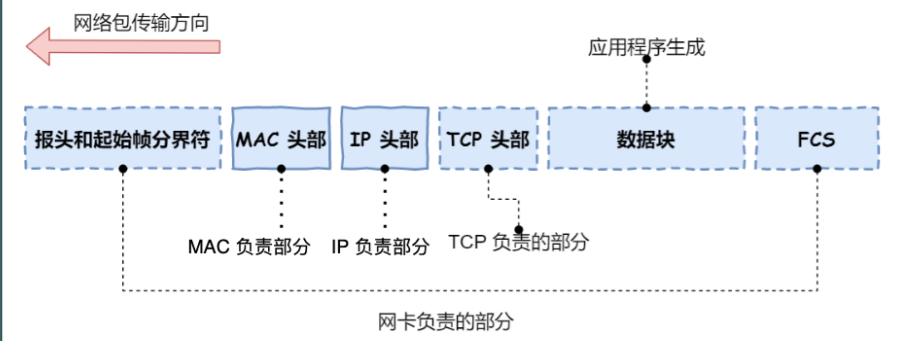 网络包传输方向
应用程序生成
报头和起始帧分界符
MAC 头部
IP 头部
TCP 头部
数据块
FCS
MAC 负责部分
IP 负责部分
TCP 负责的部分
网卡负责的部分